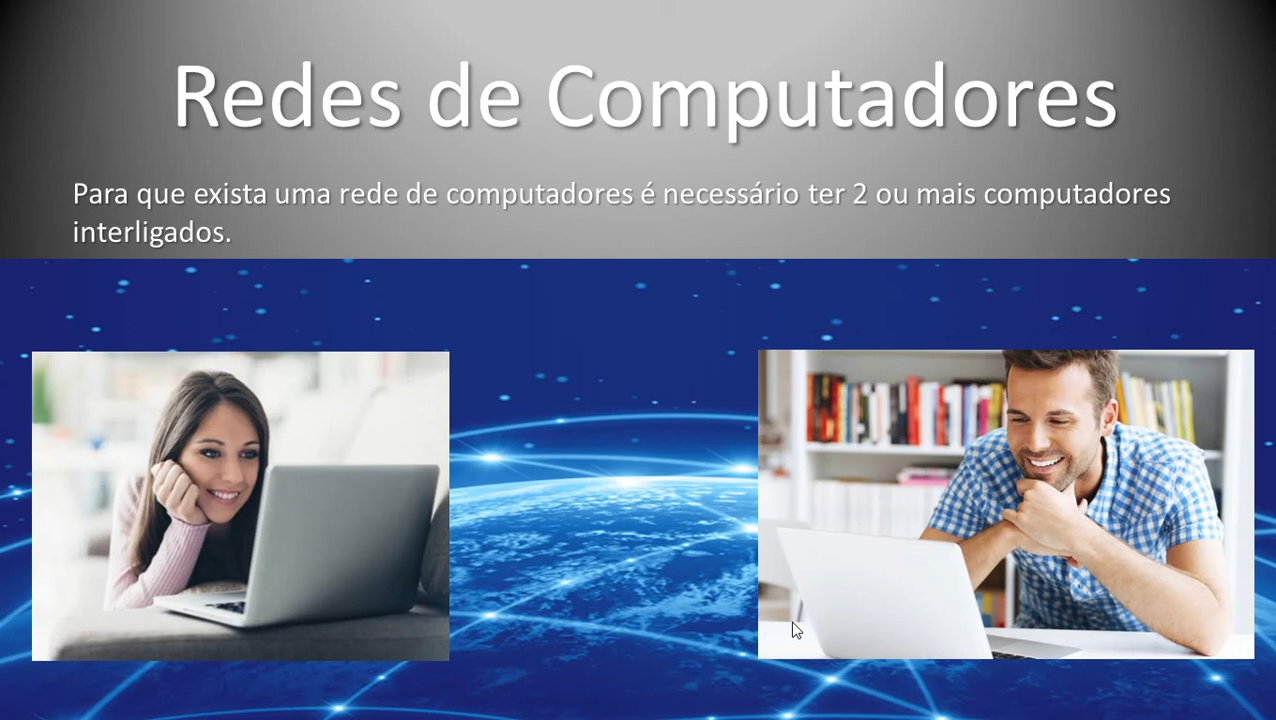 Redes de Computadores
Para que exista uma rede de computadores é necessário ter 2 ou mais computadores
interligados.